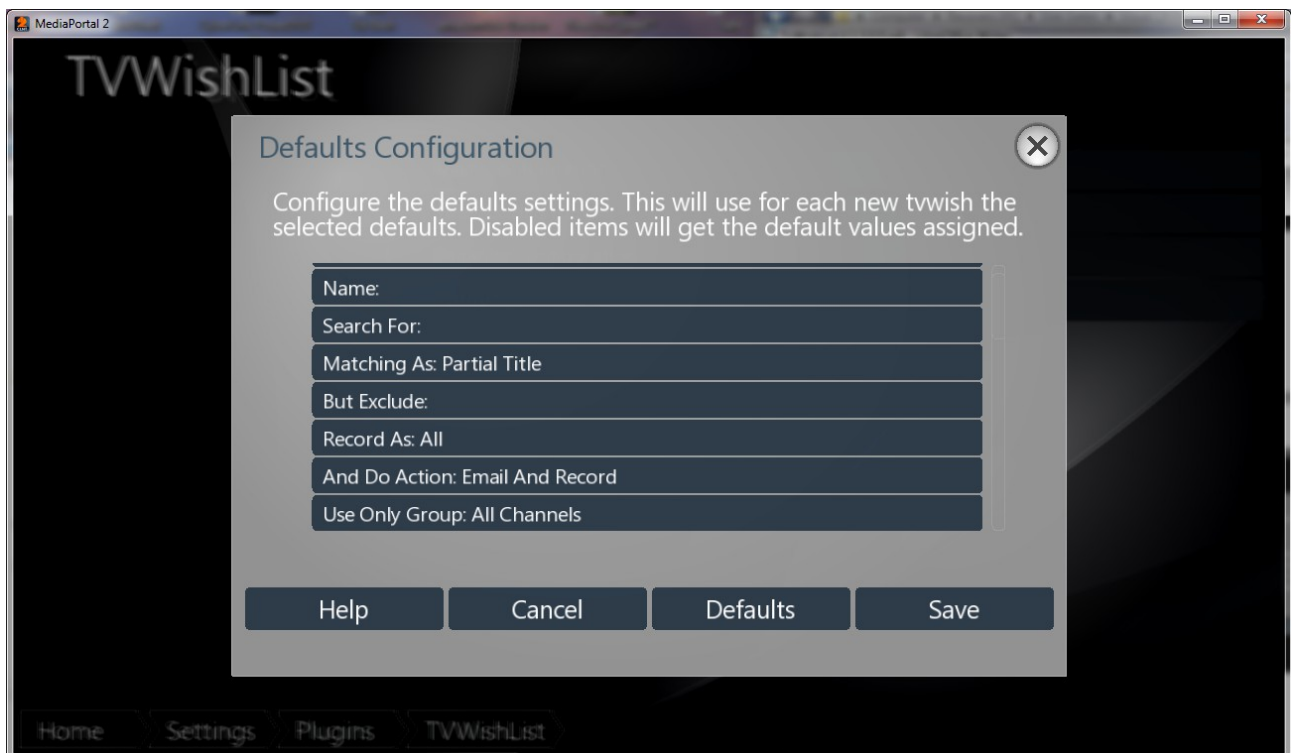 MediaPortal 2
TVWishList
Defaults Configuration
Configure the defaults settings. This will use for each new tvwish the
selected defaults. Disabled items will get the default values assigned.
Name:
Search For:
Matching As: Partial Title
But Exclude:
Record As: All
And Do Action: Email And Record
Use Only Group: All Channels
Help Cancel Defaults Save
Home Settings Plugins TVWishList